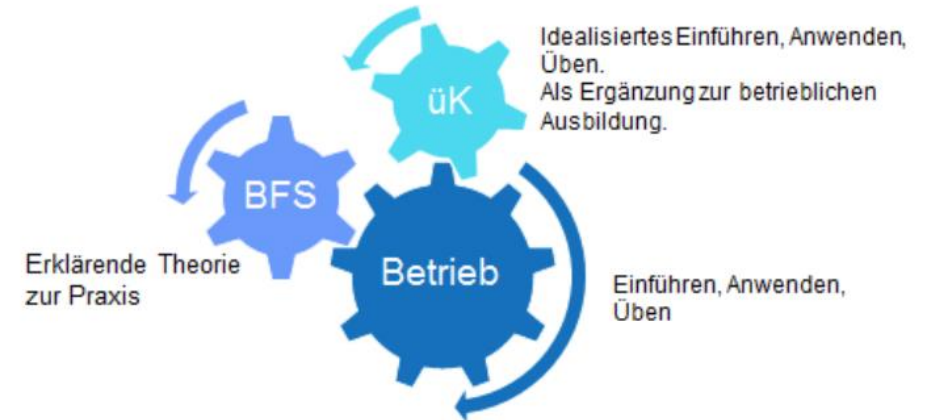 Idealisiertes Einführen, Anwenden,
Üben.
Als Ergänzung zur betrieblichen
Ausbildung.
üK
BFS
Betrieb
Erklärende Theorie
zur Praxis
Einführen, Anwenden,
Üben